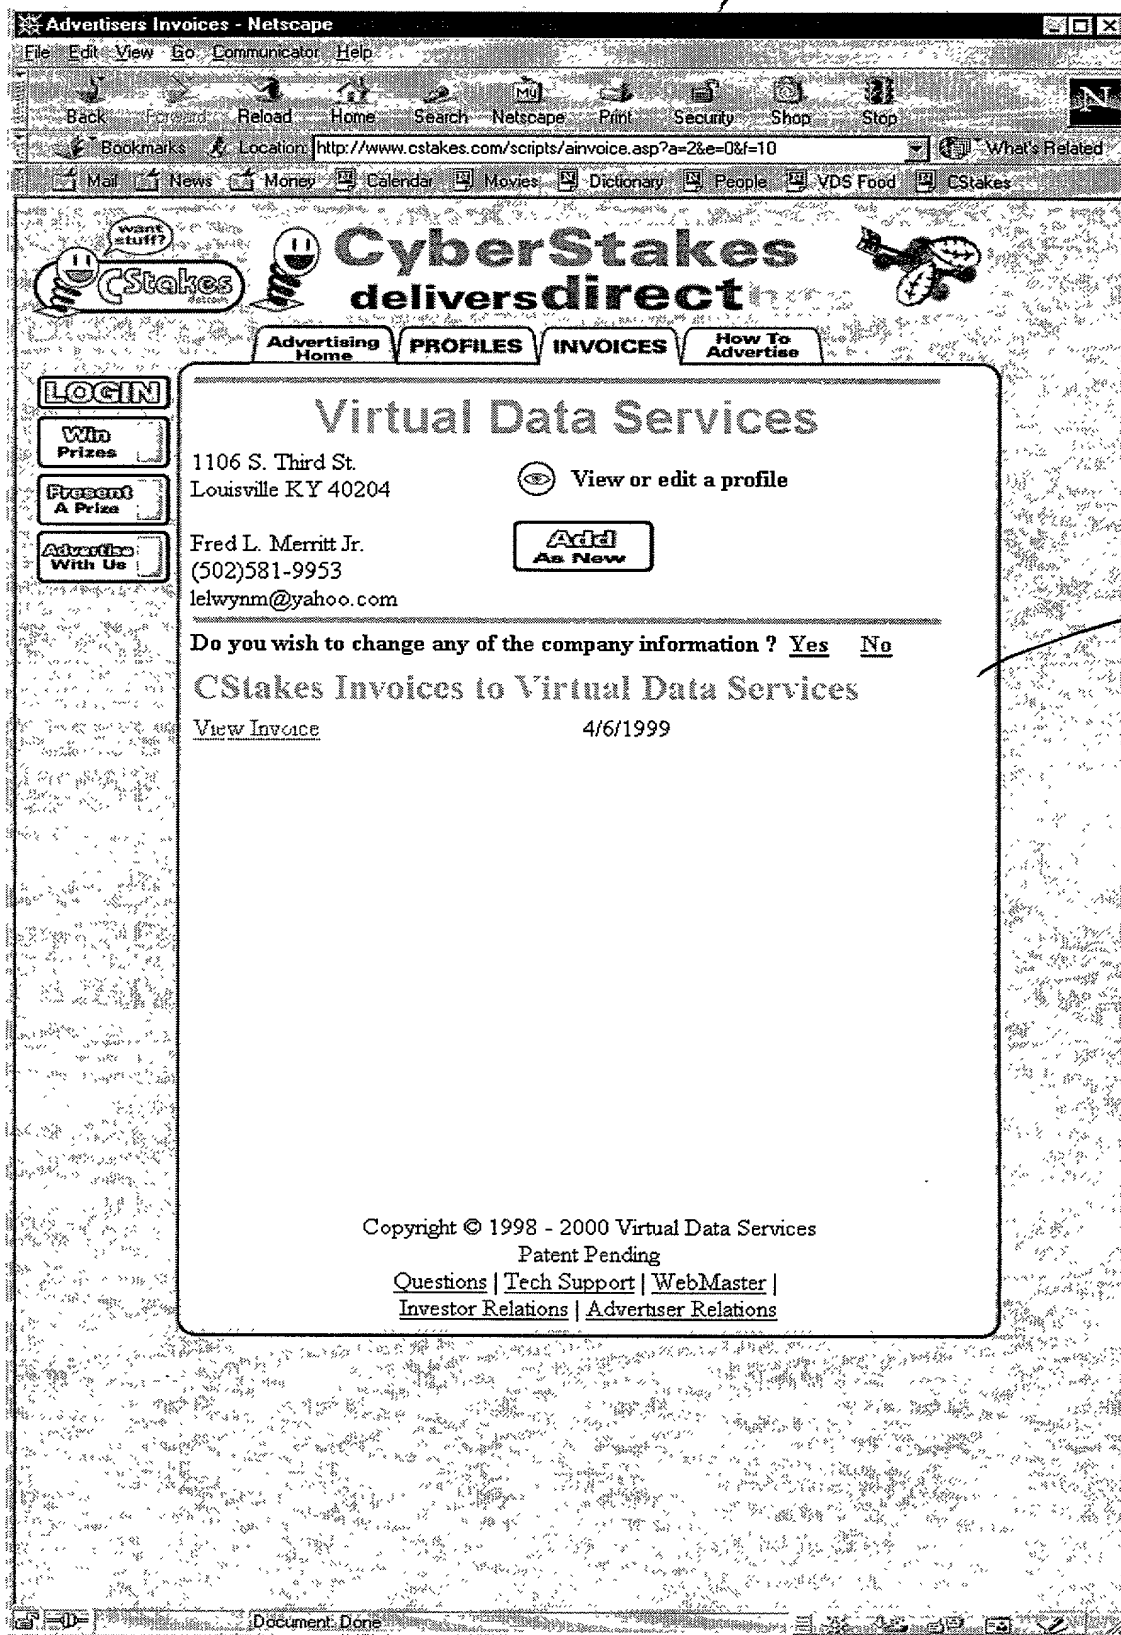 Advertisers Invoices - Netscape
File Edit View Go Communicator Help
Back Forward Reload Home Search Netscape Print Security Shop Stop
N
Bookmarks Location: http://www.cstakes.com/scripts/ainvoice.asp?a=2&e=0&f=10 What's Related
Mail News Money Calendar Movies Dictionary People VDS Food CStakes
want stuff?
CStakes
dotcom
CyberStakes
deliversdirect
Advertising Home PROFILES INVOICES How To Advertise
LOGIN
Win Prizes
Present A Prize
Advertise With Us
Virtual Data Services
1106 S. Third St.
Louisville KY 40204
View or edit a profile
Fred L. Merritt Jr.
(502)581-9953
lelwynm@yahoo.com
Add As New
Do you wish to change any of the company information ? Yes No
CStakes Invoices to Virtual Data Services
View Invoice 4/6/1999
Copyright © 1998 - 2000 Virtual Data Services
Patent Pending
Questions | Tech Support | WebMaster |
Investor Relations | Advertiser Relations
Document: Done